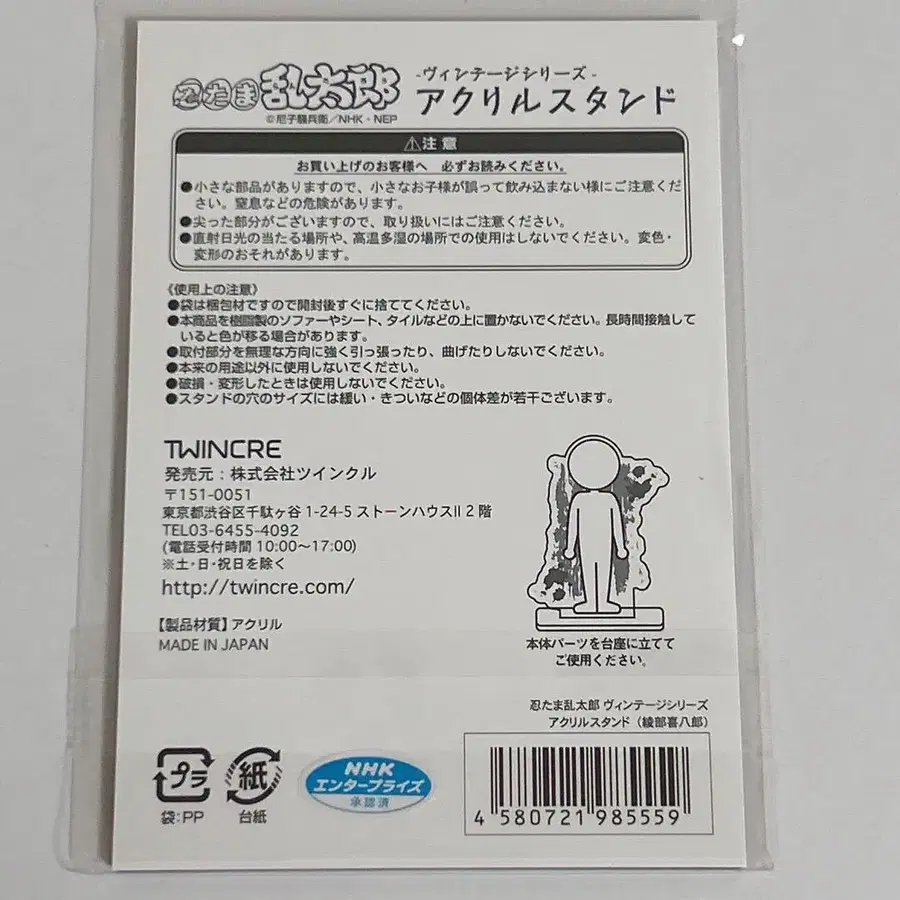 忍たま乱太郎
-ヴィンテージシリーズ-
アクリルスタンド
©尼子騒兵衛/NHK・NEP
⚠注意
お買い上げのお客様へ 必ずお読みください。
●小さな部品がありますので、小さなお子様が誤って飲み込まない様にご注意くだ
さい。窒息などの危険があります。
●尖った部分がございますので、取り扱いにはご注意ください。
●直射日光の当たる場所や、高温多湿の場所での使用はしないでください。変色・
変形のおそれがあります。
《使用上の注意》
●袋は梱包材ですので開封後すぐに捨ててください。
●本商品を樹脂製のソファーやシート、タイルなどの上に置かないでください。長時間接触して
いると色が移る場合があります。
●取付部分を無理な方向に強く引っ張ったり、曲げたりしないでください。
●本来の用途以外に使用しないでください。
●破損・変形したときは使用しないでください。
●スタンドの穴のサイズには緩い・きついなどの個体差が若干ございます。
TWINCRE
発売元:株式会社ツインクル
〒151-0051
東京都渋谷区千駄ヶ谷1-24-5 ストーンハウスII 2階
TEL03-6455-4092
(電話受付時間 10:00〜17:00)
※土・日・祝日を除く
http://twincre.com/
【製品材質】アクリル
MADE IN JAPAN
本体パーツを台座に立てて
ご使用ください。
忍たま乱太郎 ヴィンテージシリーズ
アクリルスタンド(綾部喜八郎)
プラ
袋:PP
紙
台紙
NHK
エンタープライズ
承認済
4 580721 985559